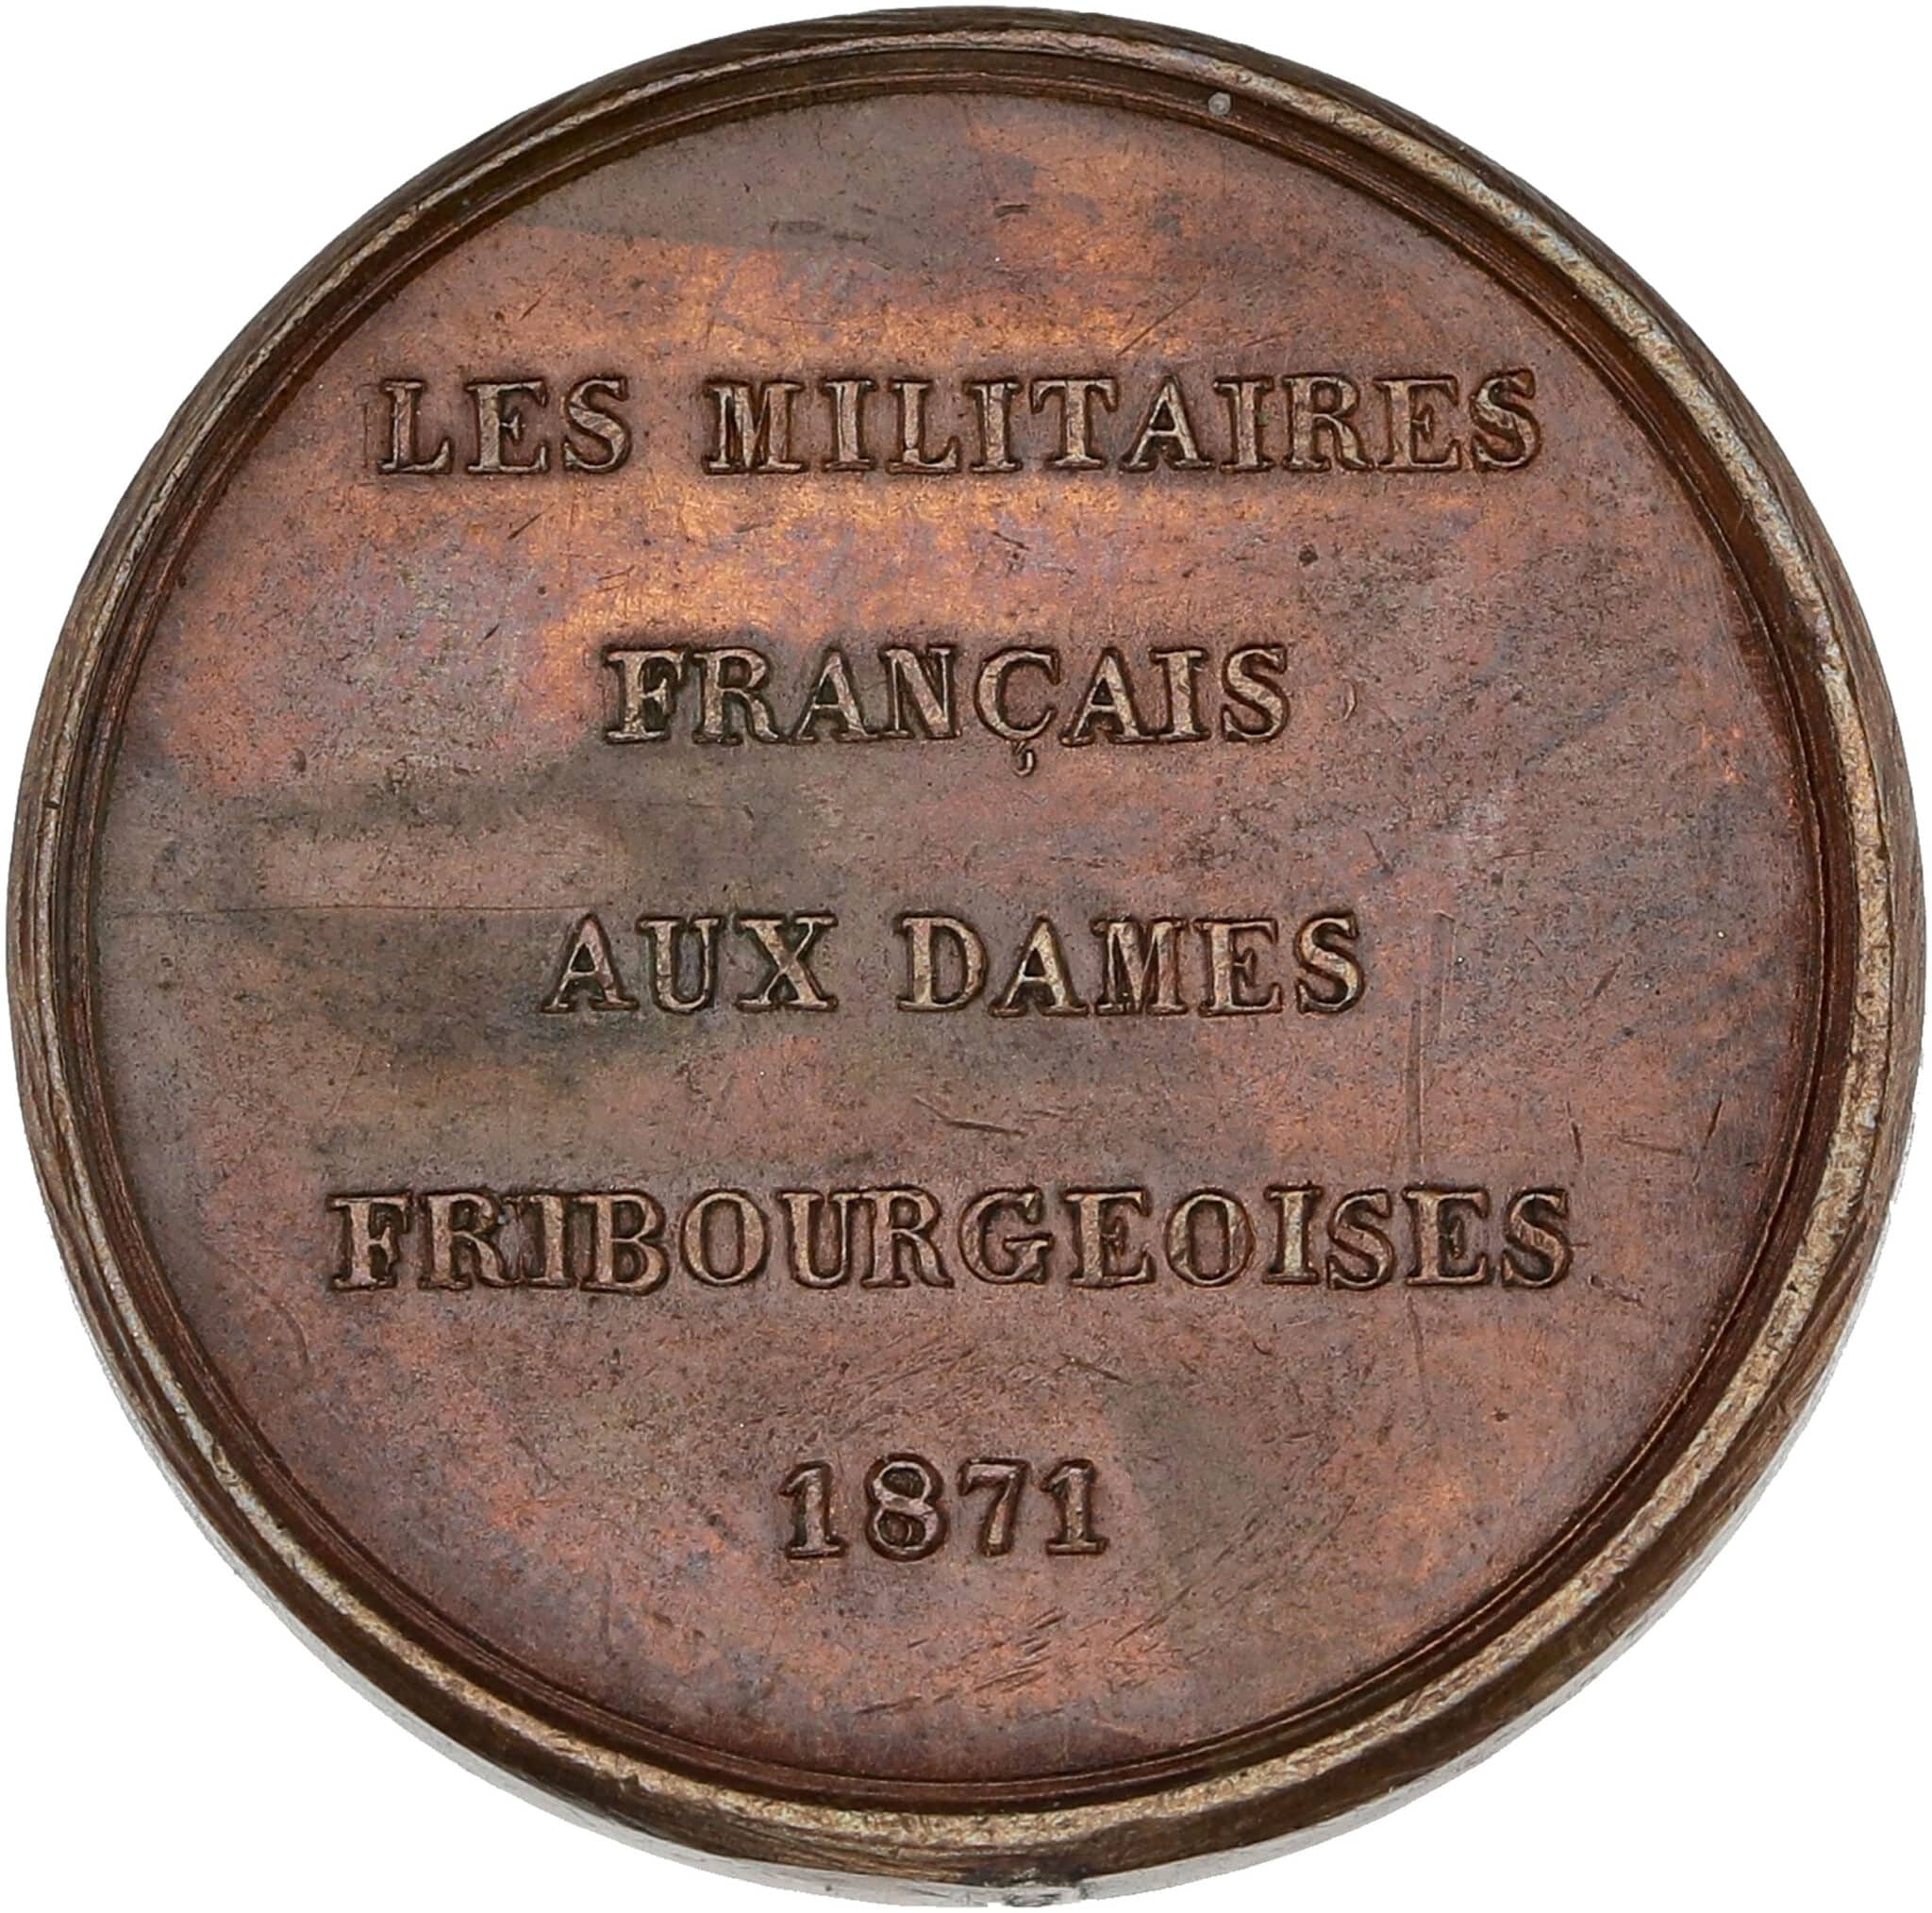 LES MILITAIRES
FRANÇAIS
AUX DAMES
FRIBOURGEOISES
1871